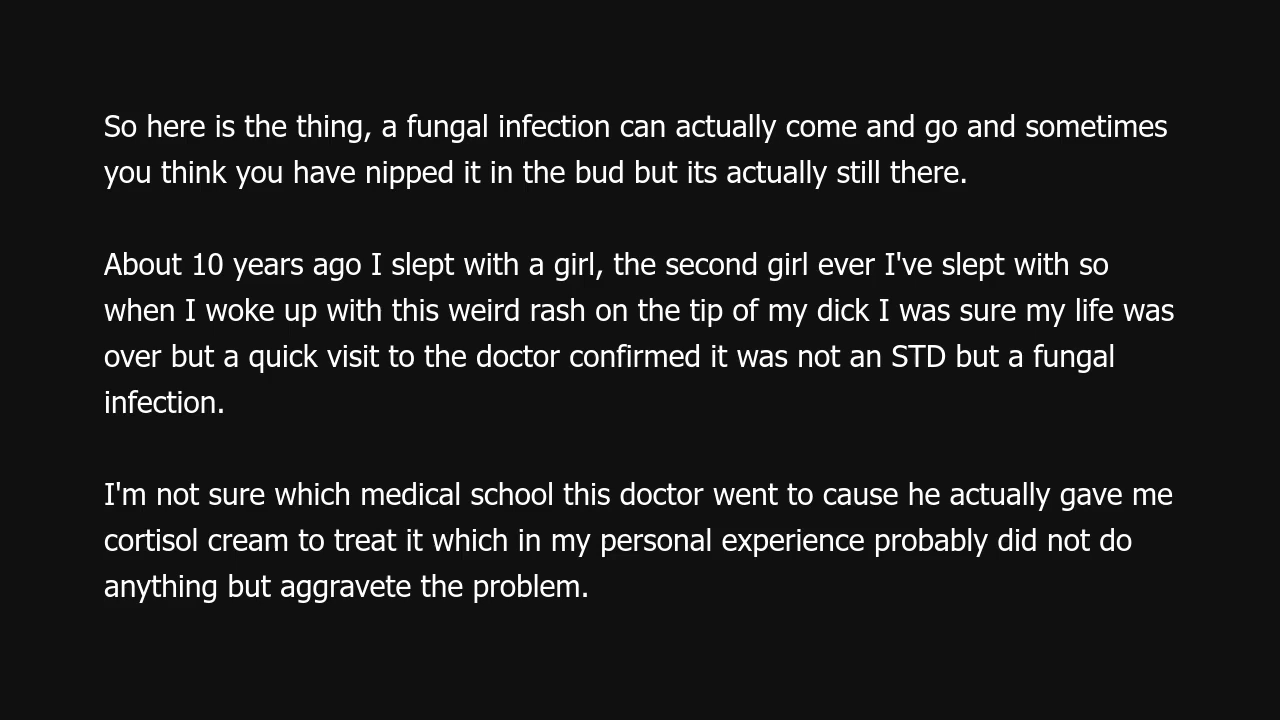 So here is the thing, a fungal infection can actually come and go and sometimes
you think you have nipped it in the bud but its actually still there.
About 10 years ago I slept with a girl, the second girl ever I've slept with so
when I woke up with this weird rash on the tip of my dick I was sure my life was
over but a quick visit to the doctor confirmed it was not an STD but a fungal
infection.
I'm not sure which medical school this doctor went to cause he actually gave me
cortisol cream to treat it which in my personal experience probably did not do
anything but aggravete the problem.